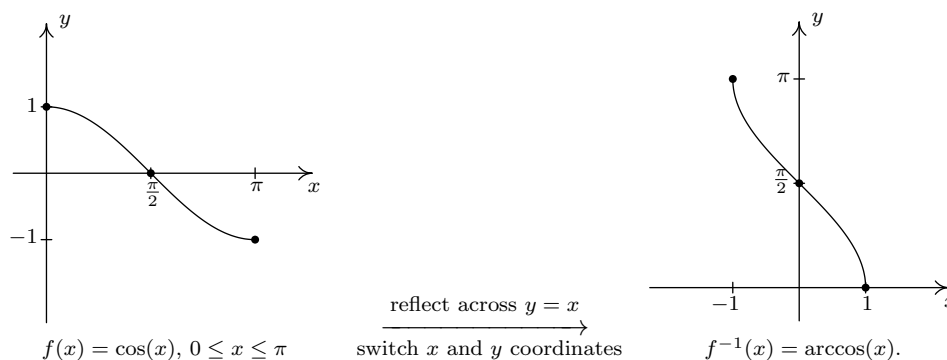 y
1
π/2
π
x
−1
f(x) = cos(x), 0 ≤ x ≤ π
reflect across y = x
switch x and y coordinates
y
π
π/2
−1
1
f⁻¹(x) = arccos(x).